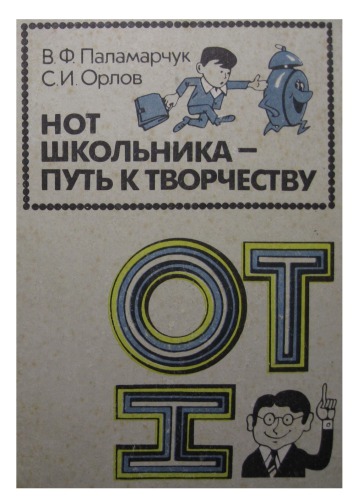 В. Ф. Паламарчук
С. И. Орлов
НОТ
ШКОЛЬНИКА –
ПУТЬ К ТВОРЧЕСТВУ
ОТ
І